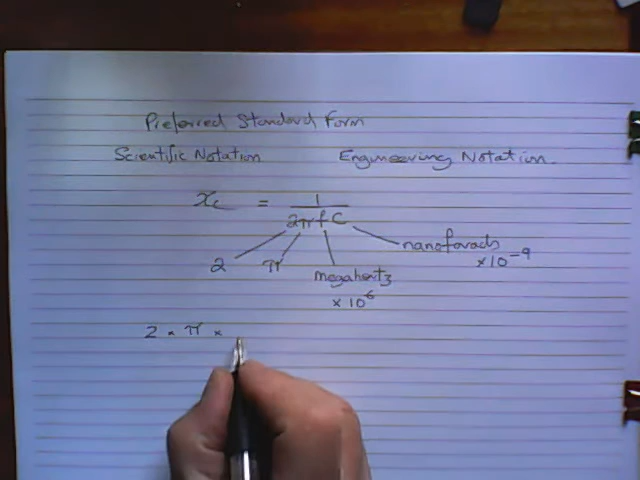 Preferred Standard Form
Scientific Notation Engineering Notation.
Xc = 1
2πfC
nanofarads
×10⁻⁹
2 π megahertz
× 10⁶
2 × π ×